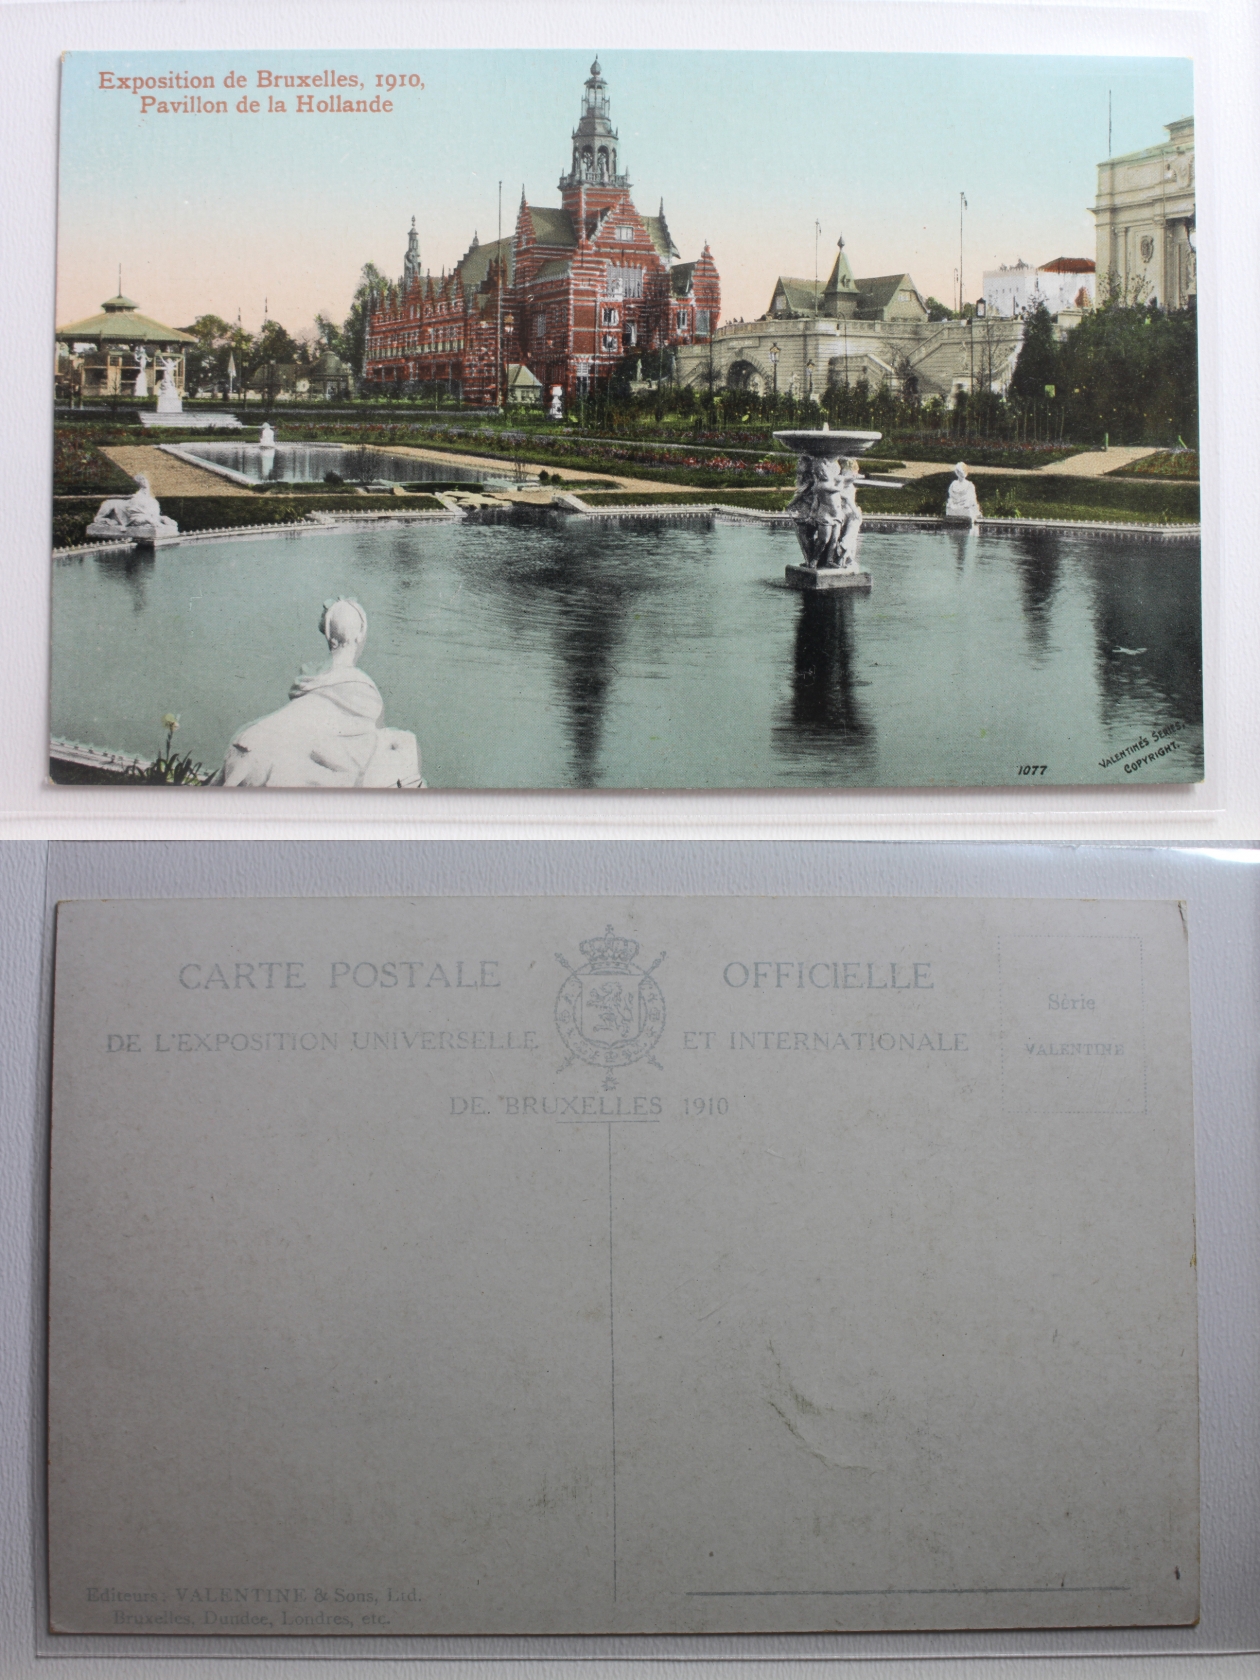 Exposition de Bruxelles, 1910,
Pavillon de la Hollande
1077
VALENTINE'S SERIES.
COPYRIGHT.
CARTE POSTALE OFFICIELLE
DE L'EXPOSITION UNIVERSELLE ET INTERNATIONALE
DE BRUXELLES 1910
Série
VALENTINE
Editeurs : VALENTINE & Sons, Ltd.
Bruxelles, Dundee, Londres, etc.